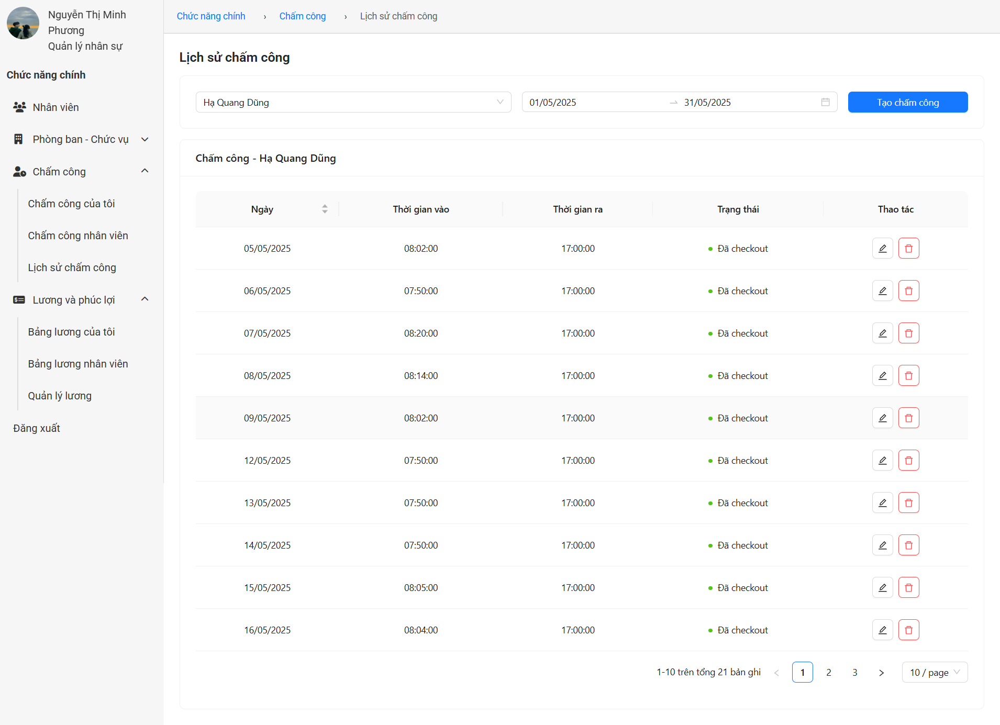 Nguyễn Thị Minh
Phương
Quản lý nhân sự
Chức năng chính
Nhân viên
Phòng ban - Chức vụ
Chấm công
Chấm công của tôi
Chấm công nhân viên
Lịch sử chấm công
Lương và phúc lợi
Bảng lương của tôi
Bảng lương nhân viên
Quản lý lương
Đăng xuất
Chức năng chính › Chấm công › Lịch sử chấm công
Lịch sử chấm công
Hạ Quang Dũng 01/05/2025 → 31/05/2025 Tạo chấm công
Chấm công - Hạ Quang Dũng
Ngày Thời gian vào Thời gian ra Trạng thái Thao tác
05/05/2025 08:02:00 17:00:00 Đã checkout
06/05/2025 07:50:00 17:00:00 Đã checkout
07/05/2025 08:20:00 17:00:00 Đã checkout
08/05/2025 08:14:00 17:00:00 Đã checkout
09/05/2025 08:02:00 17:00:00 Đã checkout
12/05/2025 07:50:00 17:00:00 Đã checkout
13/05/2025 07:50:00 17:00:00 Đã checkout
14/05/2025 07:50:00 17:00:00 Đã checkout
15/05/2025 08:05:00 17:00:00 Đã checkout
16/05/2025 08:04:00 17:00:00 Đã checkout
1-10 trên tổng 21 bản ghi < 1 2 3 > 10 / page